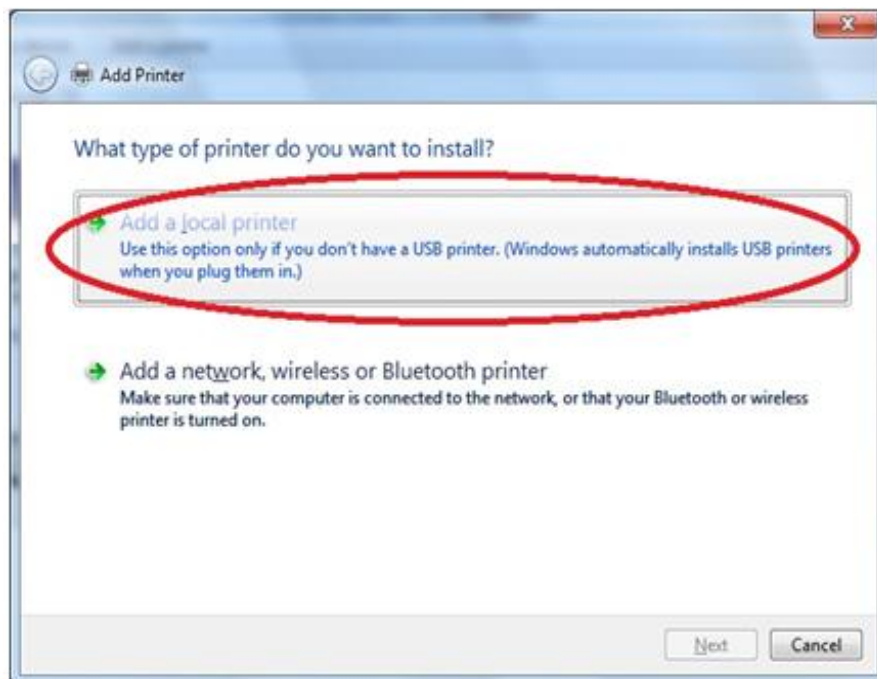 Add Printer
What type of printer do you want to install?
Add a local printer
Use this option only if you don't have a USB printer. (Windows automatically installs USB printers
when you plug them in.)
Add a network, wireless or Bluetooth printer
Make sure that your computer is connected to the network, or that your Bluetooth or wireless
printer is turned on.
Next
Cancel